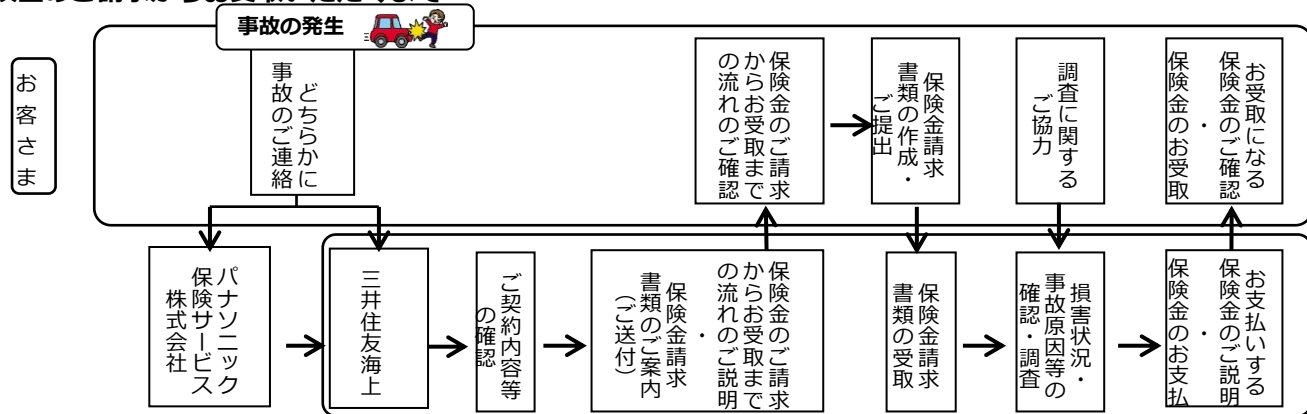 事故の発生
お客さま
どちらかに
事故のご連絡
保険金のご請求
からお受取まで
の流れのご確認
保険金請求
書類の作成・
ご提出
調査に関する
ご協力
お受取になる
保険金のご確認
・
保険金のお受取
パナソニック
保険サービス
株式会社
三井住友海上
ご契約内容等
の確認
保険金のご請求
からお受取まで
の流れのご説明
・
保険金請求
書類のご案内
(ご送付)
保険金請求
書類の受取
損害状況・
事故原因等の
確認・調査
お支払いする
保険金のご説明
・
保険金のお支払